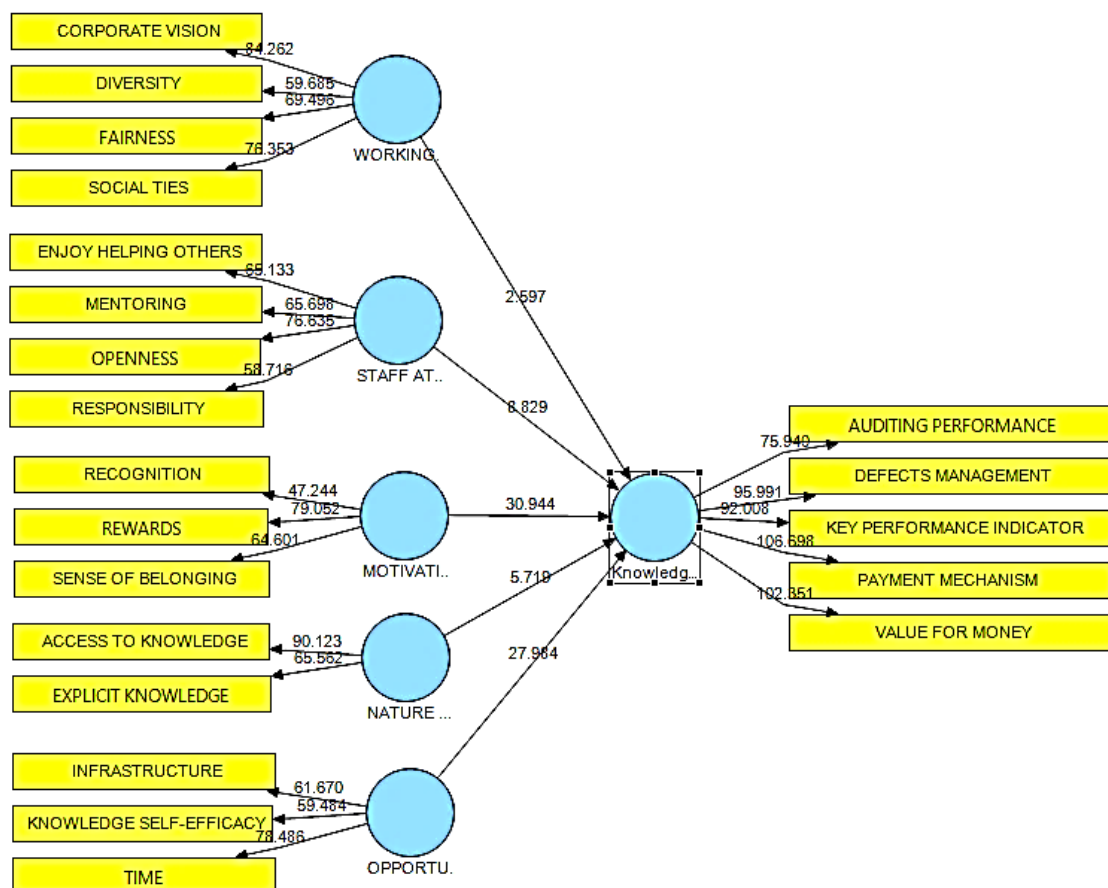 CORPORATE VISION
84.262
DIVERSITY
59.685
69.496
FAIRNESS
76.353
SOCIAL TIES
WORKING.
ENJOY HELPING OTHERS
65.133
MENTORING
65.698
76.635
OPENNESS
58.716
RESPONSIBILITY
STAFF AT..
2.597
8.829
RECOGNITION
47.244
REWARDS
79.052
64.601
SENSE OF BELONGING
MOTIVATI..
30.944
ACCESS TO KNOWLEDGE
90.123
65.562
EXPLICIT KNOWLEDGE
NATURE ...
5.719
27.984
INFRASTRUCTURE
61.670
59.484
KNOWLEDGE SELF-EFFICACY
78.486
TIME
OPPORTU.
Knowledg...
AUDITING PERFORMANCE
75.940
DEFECTS MANAGEMENT
95.991
92.008
KEY PERFORMANCE INDICATOR
106.698
PAYMENT MECHANISM
102.351
VALUE FOR MONEY